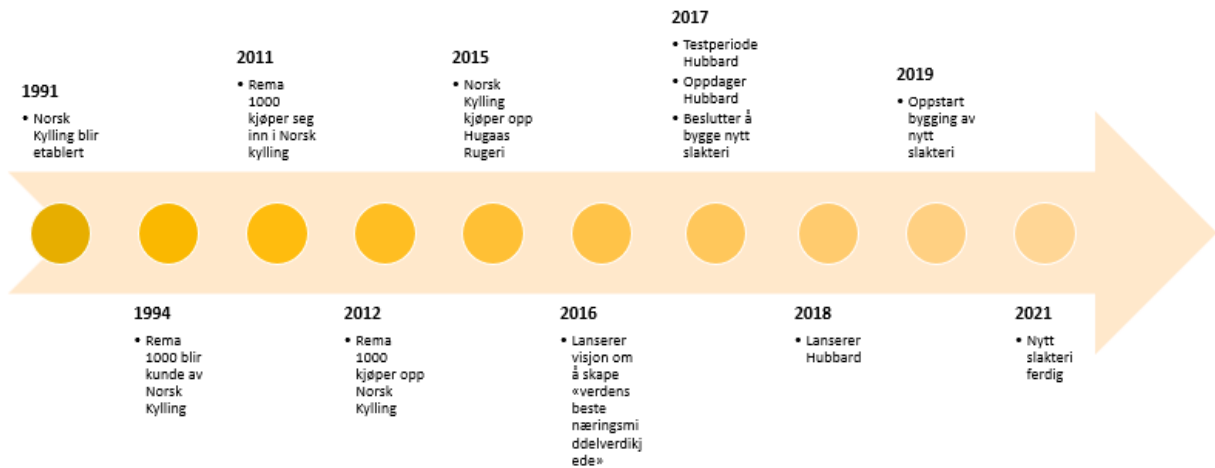 1991
• Norsk
Kylling blir
etablert
1994
• Rema
1000 blir
kunde av
Norsk
Kylling
2011
• Rema
1000
kjøper seg
inn i Norsk
kylling
2012
• Rema
1000
kjøper opp
Norsk
Kylling
2015
• Norsk
Kylling
kjøper opp
Hugaas
Rugeri
2016
• Lanserer
visjon om
å skape
«verdens
beste
næringsmi
ddelverdikj
ede»
2017
• Testperiode
Hubbard
• Oppdager
Hubbard
• Beslutter å
bygge nytt
slakteri
2018
• Lanserer
Hubbard
2019
• Oppstart
bygging av
nytt
slakteri
2021
• Nytt
slakteri
ferdig